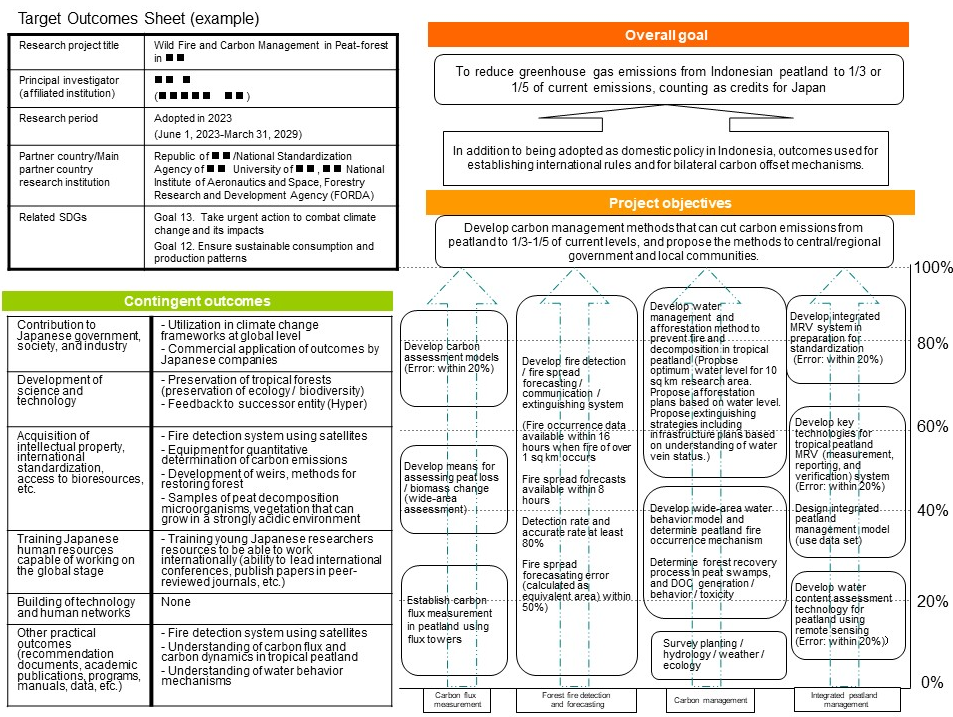 Target Outcomes Sheet (example)
Research project title
Wild Fire and Carbon Management in Peat-forest
in ■ ■
Principal investigator
(affiliated institution)
■ ■  ■
(■ ■ ■ ■ ■  ■ ■ )
Research period
Adopted in 2023
(June 1, 2023-March 31, 2029)
Partner country/Main
partner country
research institution
Republic of ■ ■ /National Standardization
Agency of ■ ■  University of ■ ■ , ■ ■ National
Institute of Aeronautics and Space, Forestry
Research and Development Agency (FORDA)
Related SDGs
Goal 13. Take urgent action to combat climate
change and its impacts
Goal 12. Ensure sustainable consumption and
production patterns
Contingent outcomes
Contribution to
Japanese government,
society, and industry
- Utilization in climate change
frameworks at global level
- Commercial application of outcomes by
Japanese companies
Development of
science and
technology
- Preservation of tropical forests
(preservation of ecology / biodiversity)
- Feedback to successor entity (Hyper)
Acquisition of
intellectual property,
international
standardization,
access to bioresources,
etc.
- Fire detection system using satellites
- Equipment for quantitative
determination of carbon emissions
- Development of weirs, methods for
restoring forest
- Samples of peat decomposition
microorganisms, vegetation that can
grow in a strongly acidic environment
Training Japanese
human resources
capable of working on
the global stage
- Training young Japanese researchers
resources to be able to work
internationally (ability to lead international
conferences, publish papers in peer-
reviewed journals, etc.)
Building of technology
and human networks
None
Other practical
outcomes
(recommendation
documents, academic
publications, programs,
manuals, data, etc.)
- Fire detection system using satellites
- Understanding of carbon flux and
carbon dynamics in tropical peatland
- Understanding of water behavior
mechanisms
Overall goal
To reduce greenhouse gas emissions from Indonesian peatland to 1/3 or
1/5 of current emissions, counting as credits for Japan
In addition to being adopted as domestic policy in Indonesia, outcomes used for
establishing international rules and for bilateral carbon offset mechanisms.
Project objectives
Develop carbon management methods that can cut carbon emissions from
peatland to 1/3-1/5 of current levels, and propose the methods to central/regional
government and local communities.
100%
80%
60%
40%
20%
0%
Develop carbon
assessment models
(Error: within 20%)
Develop means for
assessing peat loss
/ biomass change
(wide-area
assessment)
Establish carbon
flux measurement
in peatland using
flux towers
Carbon flux
measurement
Develop fire detection
/ fire spread
forecasting /
communication /
extinguishing system
(Fire occurrence data
available within 16
hours when fire of over
1 sq km occurs
Fire spread forecasts
available within 8
hours
Detection rate and
accurate rate at least
80%
Fire spread
forecasating error
(calculated as
equivalent area) within
50%)
Forest fire detection
and forecasting
Develop water
management and
afforestation method to
prevent fire and
decomposition in tropical
peatland (Propose
optimum water level for 10
sq km research area.
Propose afforestation
plans based on water level.
Propose extinguishing
strategies including
infrastructure plans based
on understanding of water
vein status.)
Develop wide-area water
behavior model and
determine peatland fire
occurrence mechanism
Determine forest recovery
process in peat swamps,
and DOC generation /
behavior / toxicity
Survey planting /
hydrology / weather /
ecology
Carbon management
Develop integrated
MRV system in
preparation for
standardization
(Error: within 20%)
Develop key
technologies for
tropical peatland
MRV (measurement,
reporting, and
verification) system
(Error: within 20%)
Design integrated
peatland
management model
(use data set)
Develop water
content assessment
technology for
peatland using
remote sensing
(Error: within 20%))
Integrated peatland
management